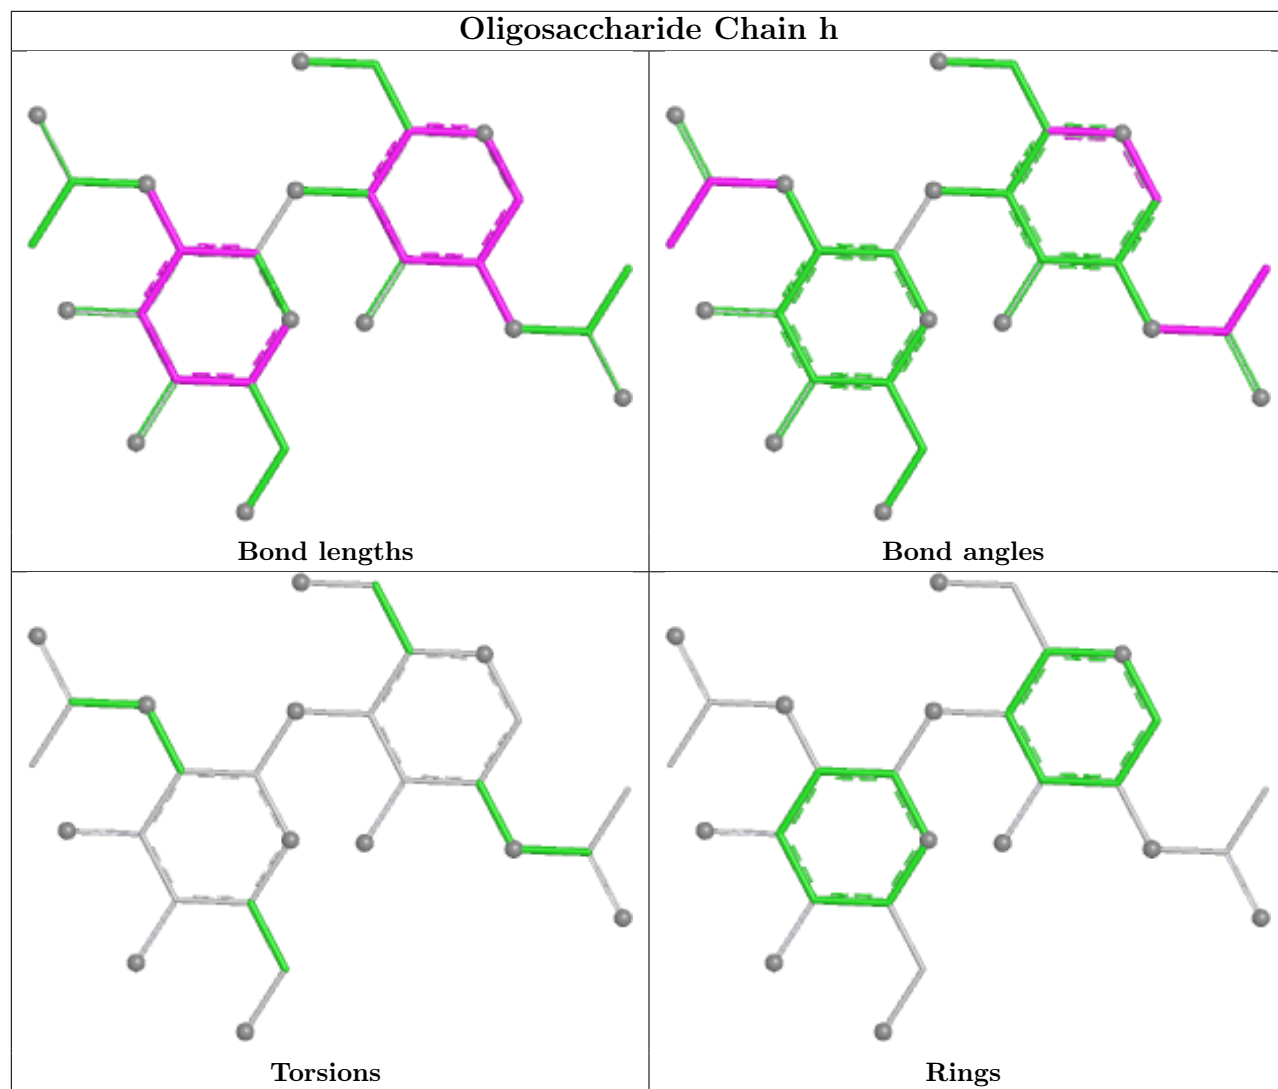 Oligosaccharide Chain h
Bond lengths
Bond angles
Torsions
Rings